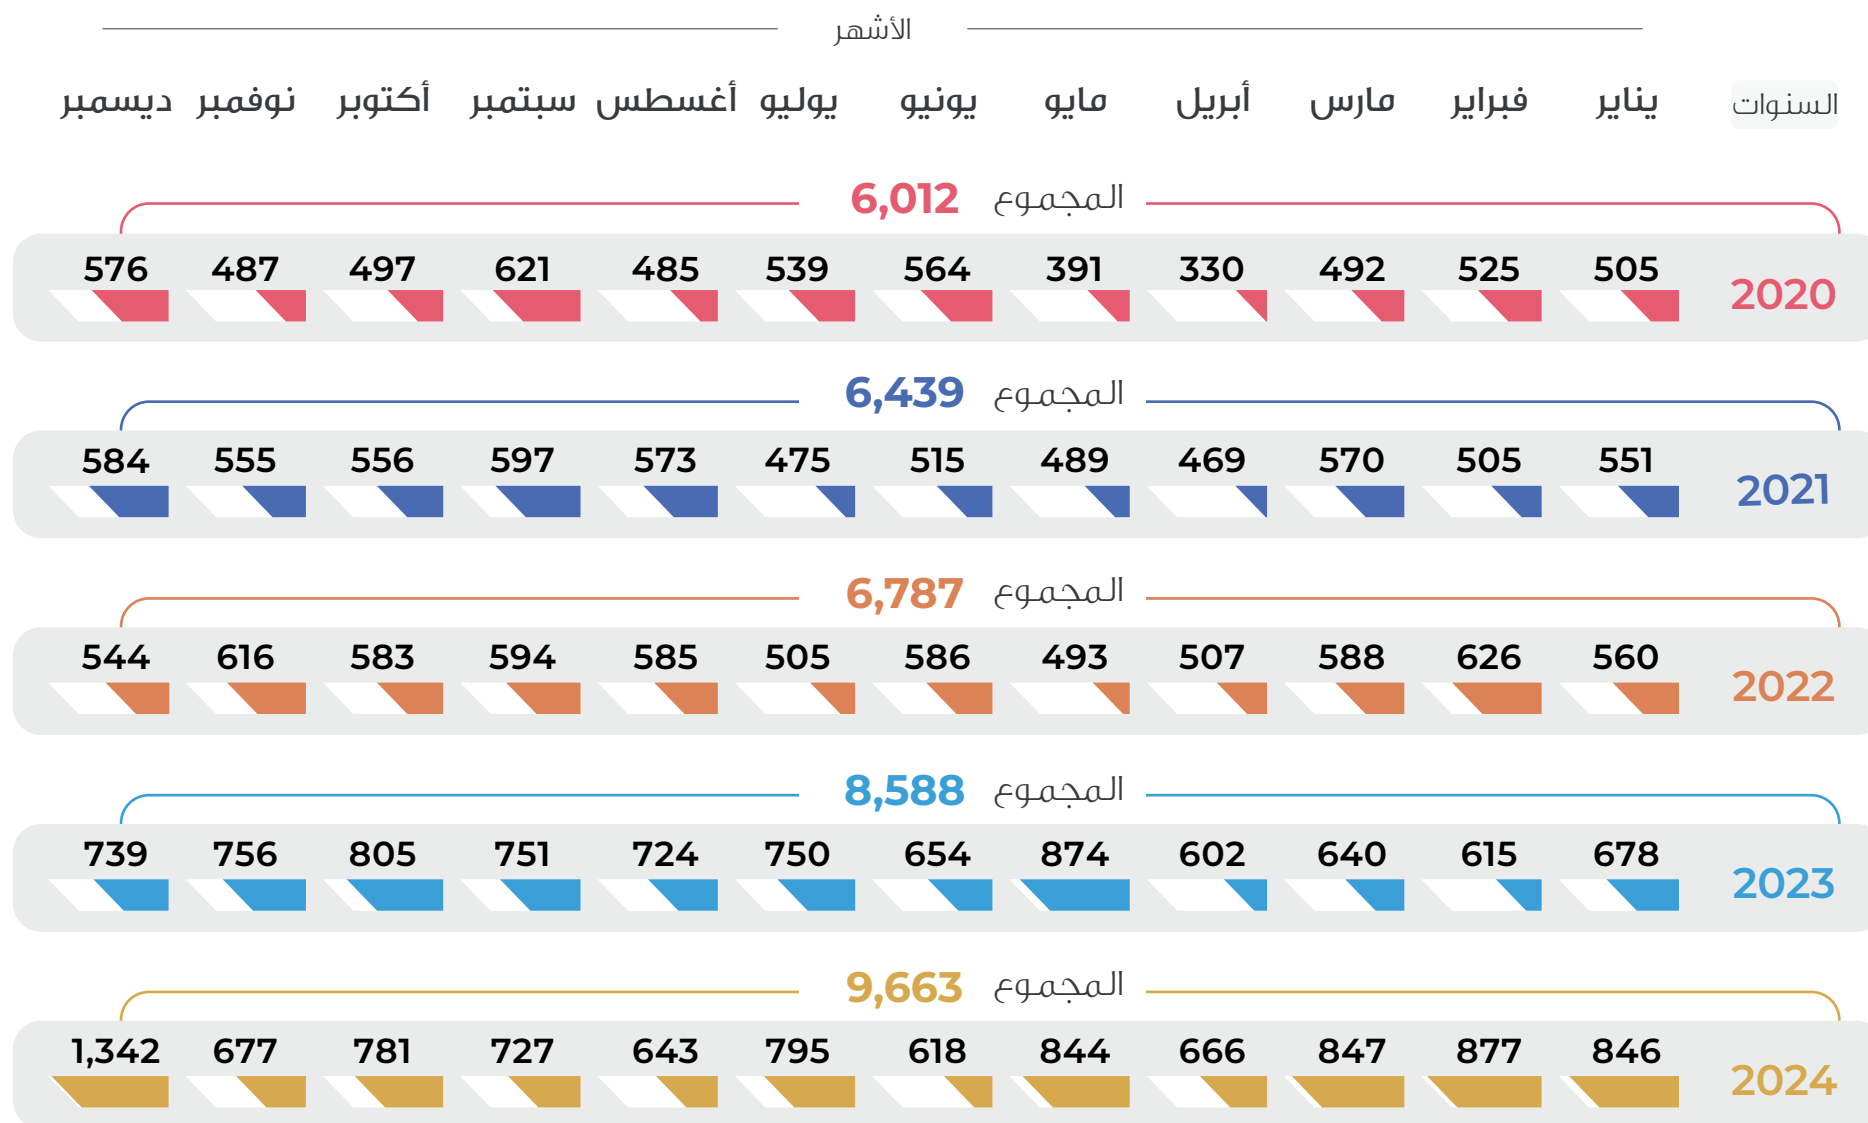 الأشهر
السنوات يناير فبراير مارس أبريل مايو يونيو يوليو أغسطس سبتمبر أكتوبر نوفمبر ديسمبر
المجموع 6,012
2020 505 525 492 330 391 564 539 485 621 497 487 576
المجموع 6,439
2021 551 505 570 469 489 515 475 573 597 556 555 584
المجموع 6,787
2022 560 626 588 507 493 586 505 585 594 583 616 544
المجموع 8,588
2023 678 615 640 602 874 654 750 724 751 805 756 739
المجموع 9,663
2024 846 877 847 666 844 618 795 643 727 781 677 1,342